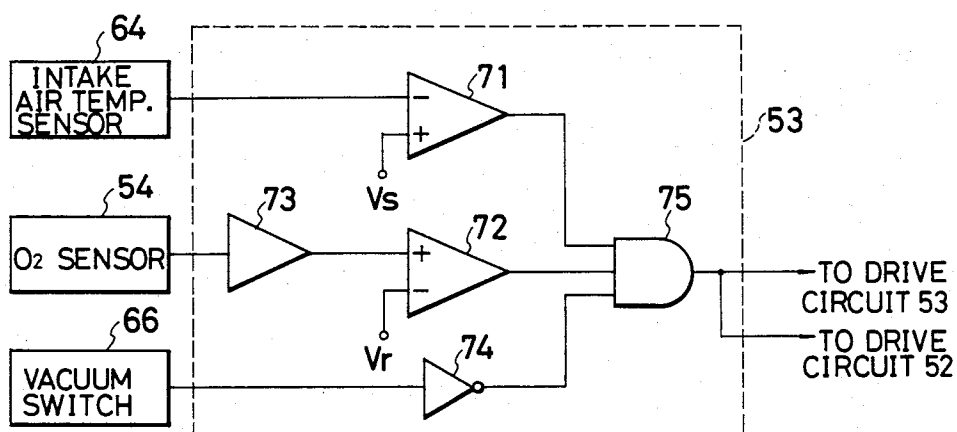 64
INTAKE
AIR TEMP.
SENSOR
71
−
+
Vs
53
54
O2 SENSOR
73
72
+
−
Vr
75
TO DRIVE
CIRCUIT 53
TO DRIVE
CIRCUIT 52
66
VACUUM
SWITCH
74